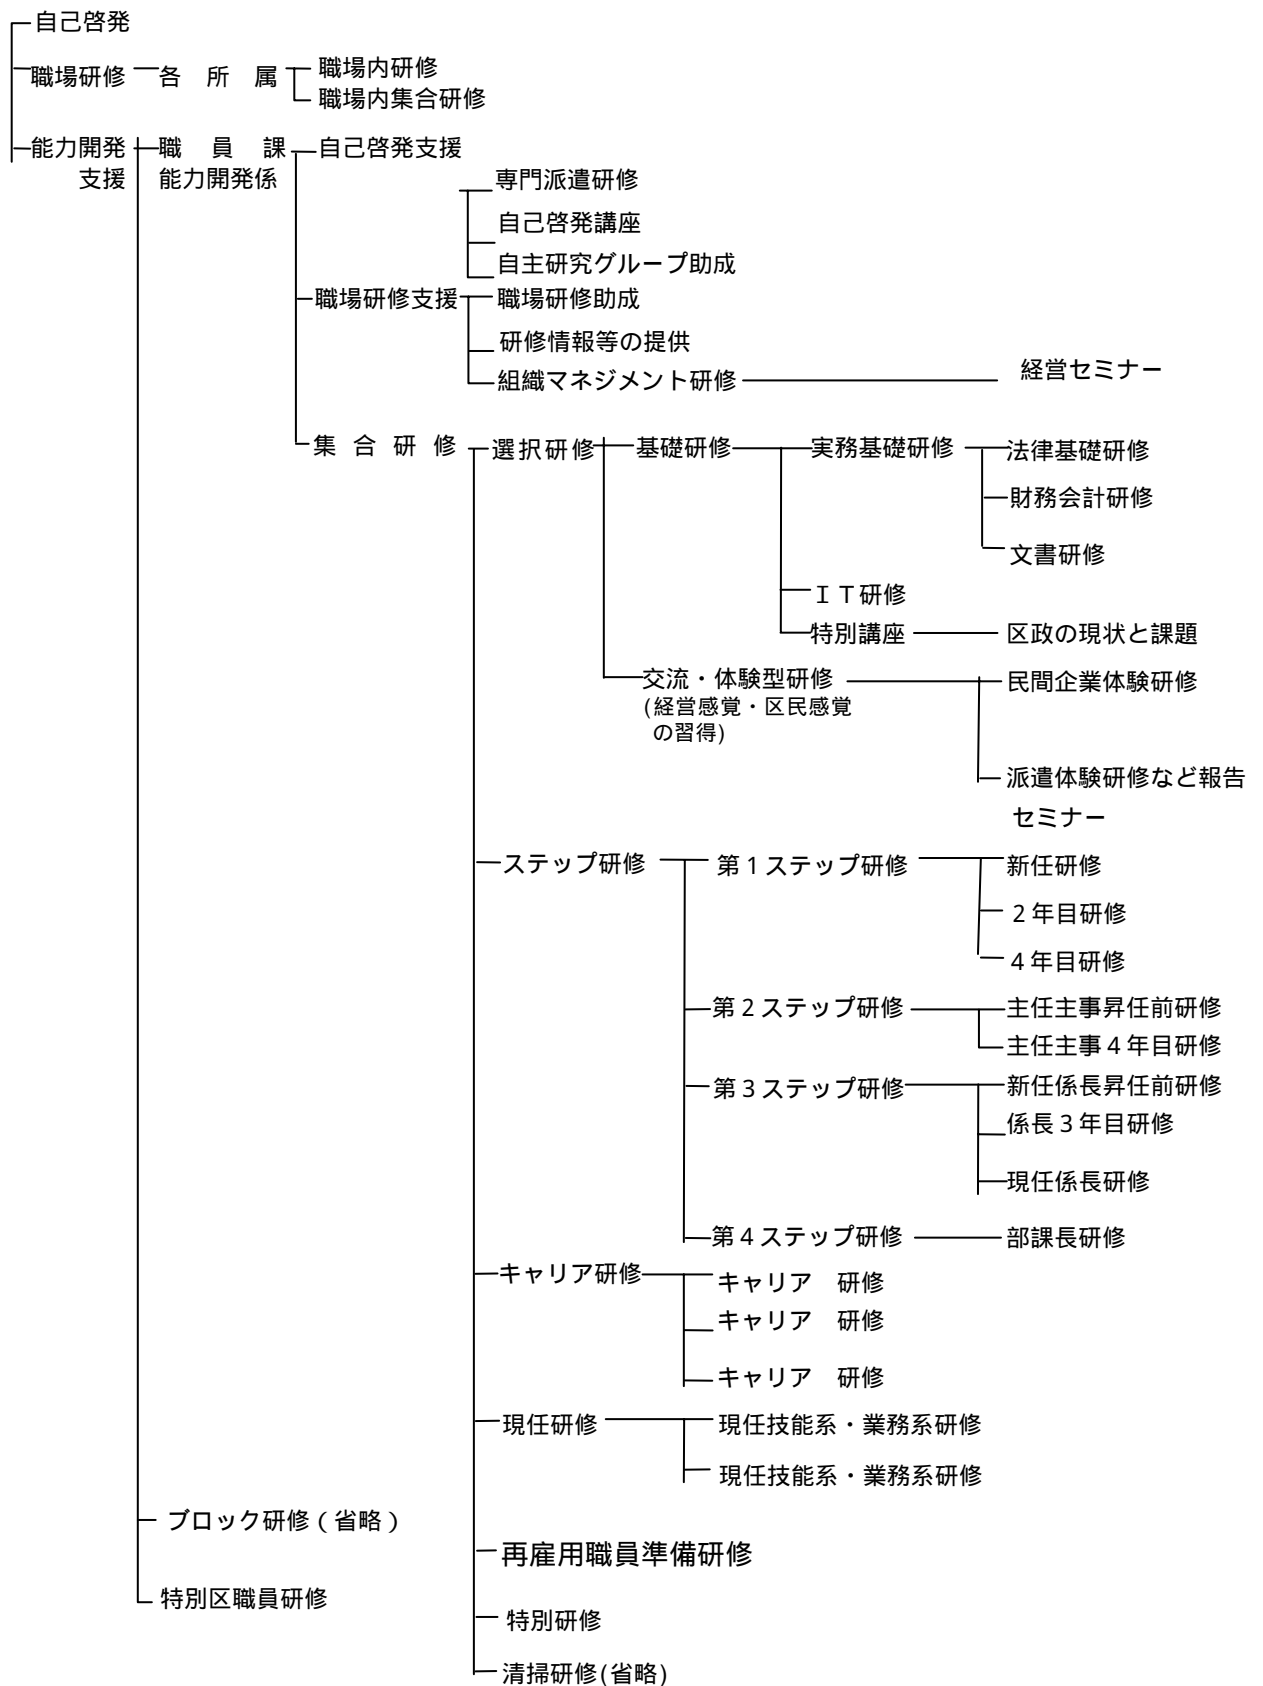 自己啓発
職場研修 各 所 属 職場内研修
職場内集合研修
能力開発 職 員 課 自己啓発支援
支援 能力開発係
専門派遣研修
自己啓発講座
自主研究グループ助成
職場研修支援 職場研修助成
研修情報等の提供
組織マネジメント研修 経営セミナー
集 合 研 修 選択研修 基礎研修 実務基礎研修 法律基礎研修
財務会計研修
文書研修
ＩＴ研修
特別講座 区政の現状と課題
交流・体験型研修 民間企業体験研修
(経営感覚・区民感覚
の習得)
派遣体験研修など報告
セミナー
ステップ研修 第１ステップ研修 新任研修
２年目研修
４年目研修
第２ステップ研修 主任主事昇任前研修
主任主事４年目研修
第３ステップ研修 新任係長昇任前研修
係長３年目研修
現任係長研修
第４ステップ研修 部課長研修
キャリア研修 キャリア　研修
キャリア　研修
キャリア　研修
現任研修 現任技能系・業務系研修
現任技能系・業務系研修
ブロック研修（省略）
再雇用職員準備研修
特別区職員研修
特別研修
清掃研修(省略)